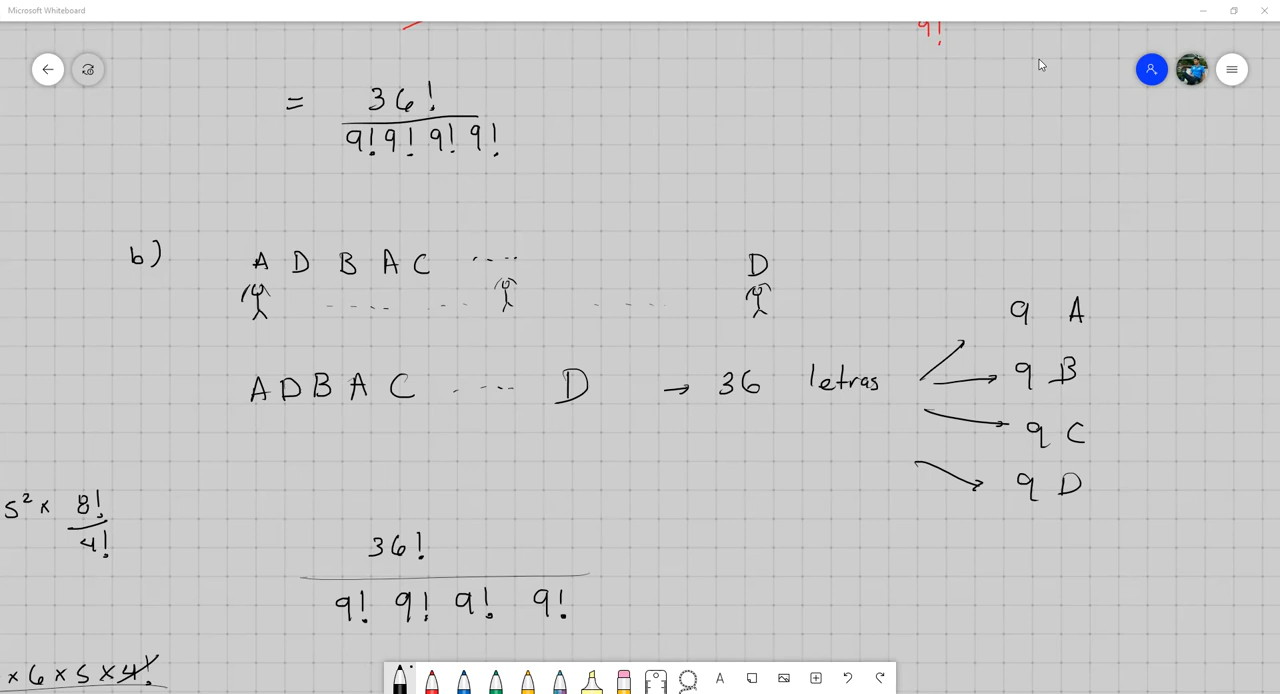 Microsoft Whiteboard
9!
= 36!
9! 9! 9! 9!
b)
A D B A C .... D
9 A
A D B A C .... D → 36 letras
9 B
9 C
9 D
5² × 8!
4!
36!
9! 9! 9! 9!
× 6 × 5 × 4!
A